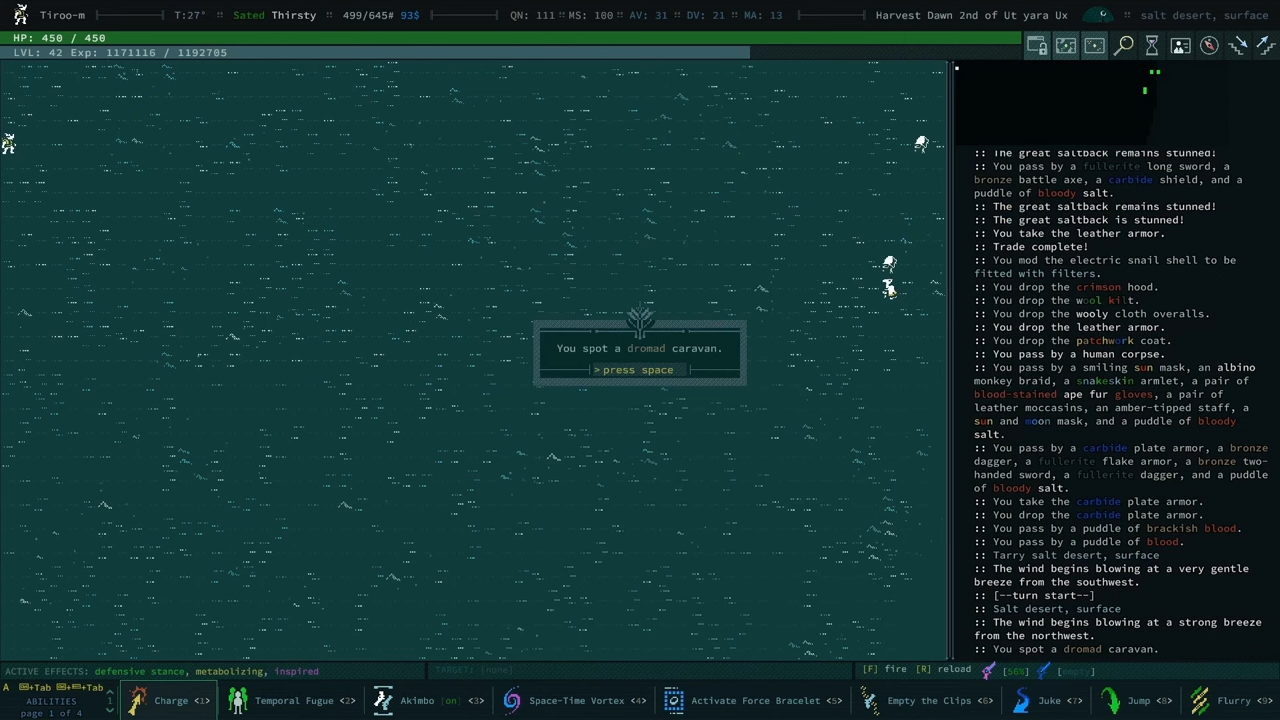 Tiroo-m T:27° :: Sated Thirsty :: 499/645# 93$ QN: 111 :: MS: 100 :: AV: 31 :: DV: 21 :: MA: 13 Harvest Dawn 2nd of Ut yara Ux :: salt desert, surface
HP: 450 / 450
LVL: 42 Exp: 1171116 / 1192705
You spot a dromad caravan.
> press space
:: The great saltback remains stunned!
:: You pass by a fullerite long sword, a
bronze battle axe, a carbide shield, and a
puddle of bloody salt.
:: The great saltback remains stunned!
:: The great saltback is stunned!
:: You take the leather armor.
:: Trade complete!
:: You mod the electric snail shell to be
fitted with filters.
:: You drop the crimson hood.
:: You drop the wool kilt.
:: You drop the wooly cloth overalls.
:: You drop the leather armor.
:: You drop the patchwork coat.
:: You pass by a human corpse.
:: You pass by a smiling sun mask, an albino
monkey braid, a snakeskin armlet, a pair of
blood-stained ape fur gloves, a pair of
leather moccasins, an amber-tipped staff, a
sun and moon mask, and a puddle of bloody
salt.
:: You pass by a carbide plate armor, a bronze
dagger, a fullerite flake armor, a bronze two-
handed sword, a fullerite dagger, and a puddle
of bloody salt.
:: You take the carbide plate armor.
:: You drop the carbide plate armor.
:: You pass by a puddle of brackish blood.
:: You pass by a puddle of blood.
:: Tarry salt desert, surface
:: The wind begins blowing at a very gentle
breeze from the southwest.
:: [--turn start--]
:: Salt desert, surface
:: The wind begins blowing at a strong breeze
from the northwest.
:: You spot a dromad caravan.
ACTIVE EFFECTS: defensive stance, metabolizing, inspired
TARGET: [none]
[F] fire [R] reload [56%] [empty]
A +Tab + +Tab
ABILITIES 1
page 1 of 4
Charge <1> Temporal Fugue <2> Akimbo [on] <3> Space-Time Vortex <4> Activate Force Bracelet <5> Empty the Clips <6> Juke <7> Jump <8> Flurry <9>